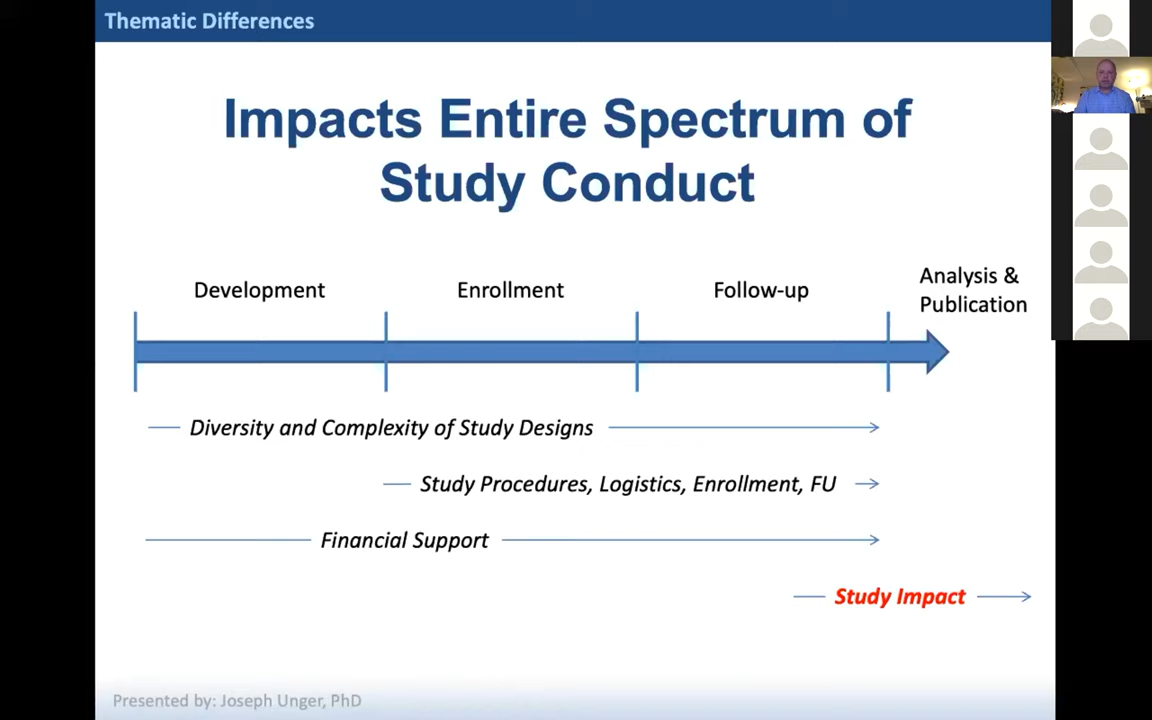 Thematic Differences
Impacts Entire Spectrum of
Study Conduct
Development
Enrollment
Follow-up
Analysis &
Publication
Diversity and Complexity of Study Designs
Study Procedures, Logistics, Enrollment, FU
Financial Support
Study Impact
Presented by: Joseph Unger, PhD